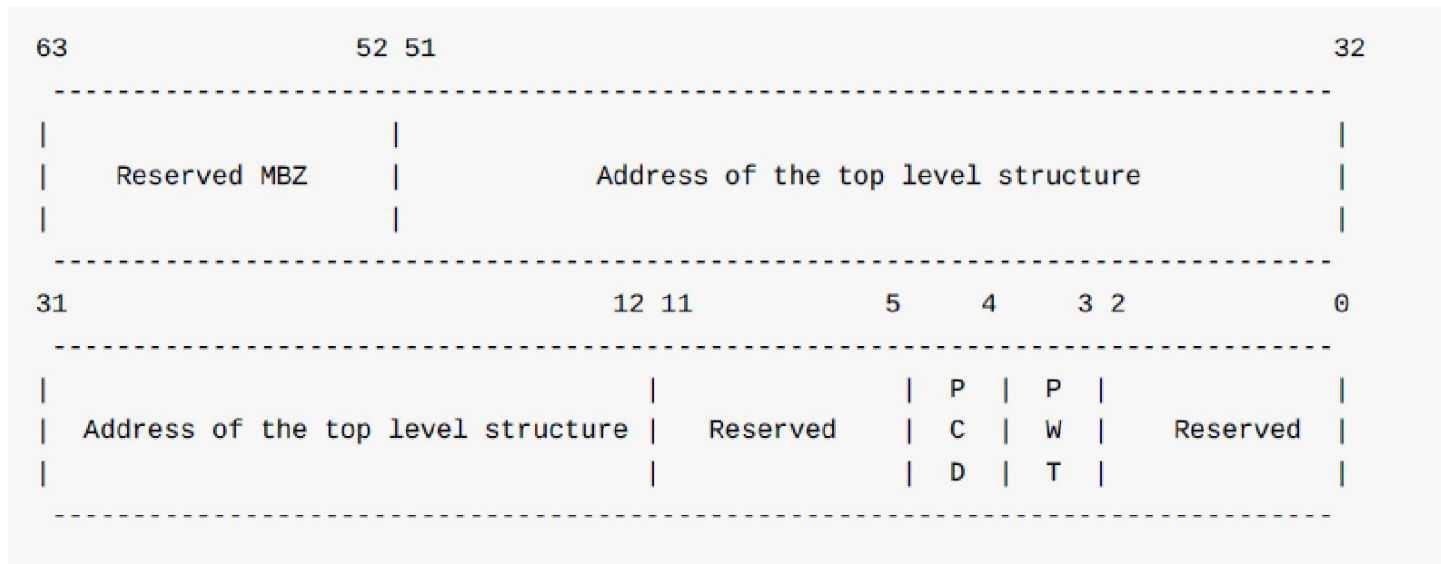 63                  52 51                                                        32
 --------------------------------------------------------------------------------
|                     |                                                           |
|    Reserved MBZ     |            Address of the top level structure            |
|                     |                                                           |
 --------------------------------------------------------------------------------
31                                  12 11            5     4     3 2             0
 --------------------------------------------------------------------------------
|                                     |               |  P  |  P  |              |
|  Address of the top level structure |   Reserved    |  C  |  W  |    Reserved  |
|                                     |               |  D  |  T  |              |
 --------------------------------------------------------------------------------